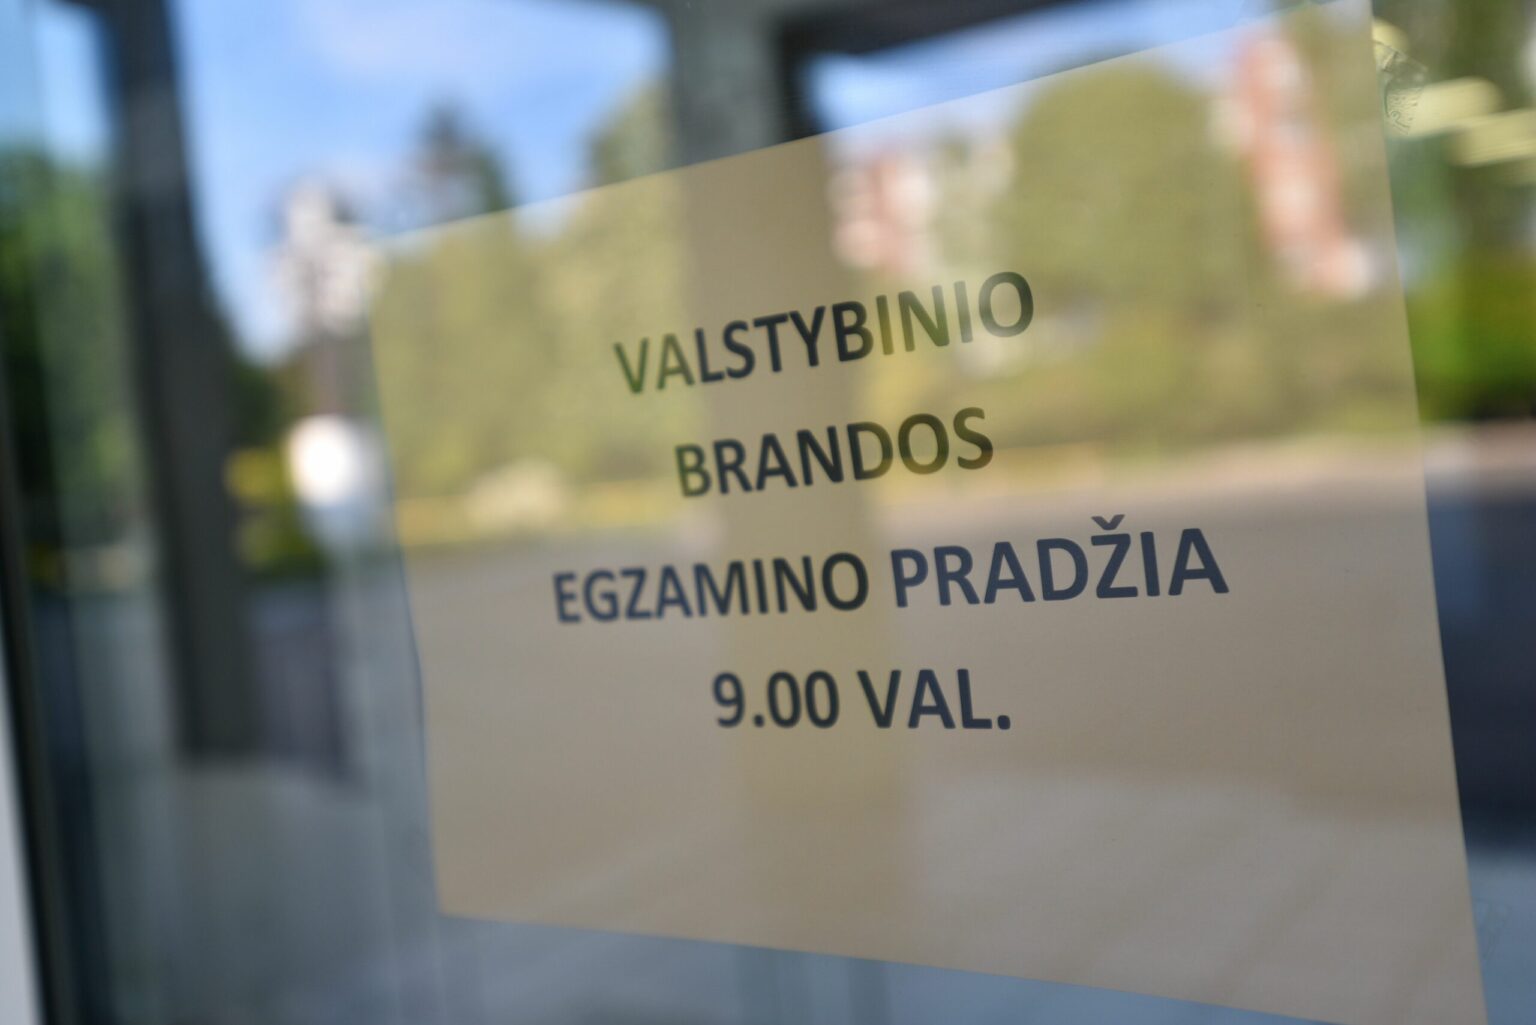 VALSTYBINIO
BRANDOS
EGZAMINO PRADŽIA
9.00 VAL.